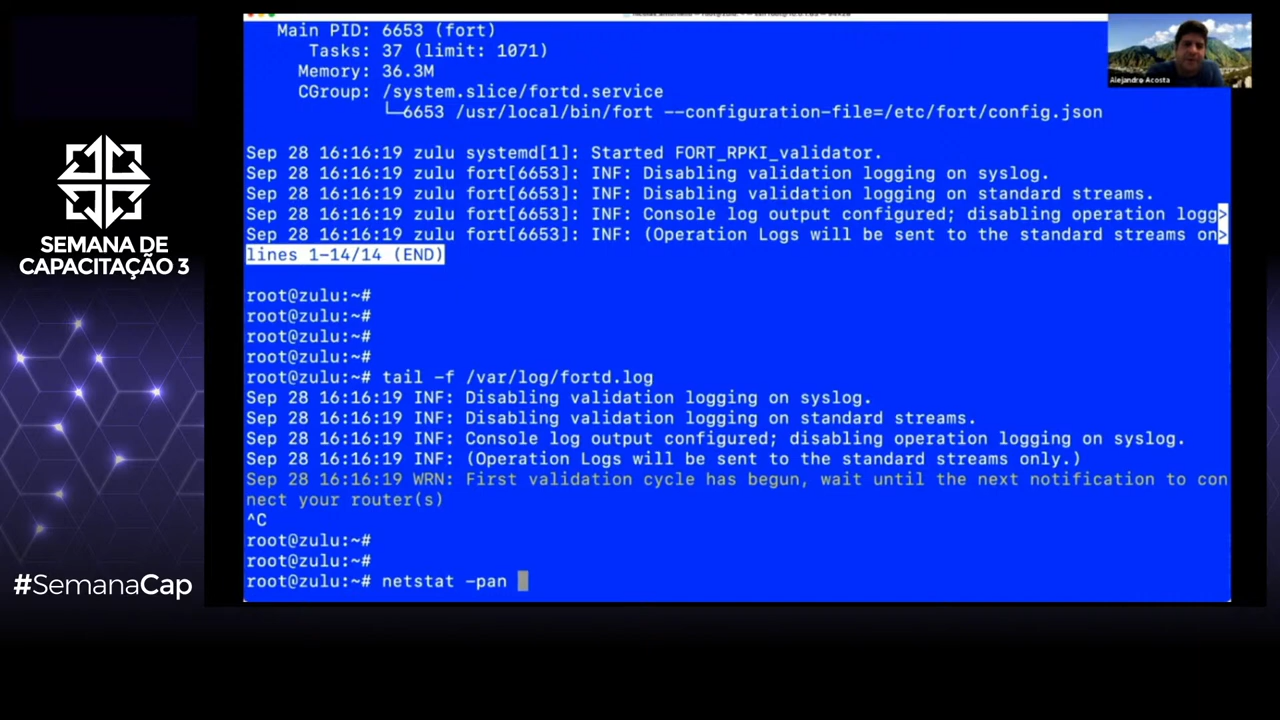 Main PID: 6653 (fort)
Tasks: 37 (limit: 1071)
Memory: 36.3M
CGroup: /system.slice/fortd.service
└─6653 /usr/local/bin/fort --configuration-file=/etc/fort/config.json
Sep 28 16:16:19 zulu systemd[1]: Started FORT_RPKI_validator.
Sep 28 16:16:19 zulu fort[6653]: INF: Disabling validation logging on syslog.
Sep 28 16:16:19 zulu fort[6653]: INF: Disabling validation logging on standard streams.
Sep 28 16:16:19 zulu fort[6653]: INF: Console log output configured; disabling operation logg>
Sep 28 16:16:19 zulu fort[6653]: INF: (Operation Logs will be sent to the standard streams on>
lines 1-14/14 (END)
root@zulu:~#
root@zulu:~#
root@zulu:~#
root@zulu:~#
root@zulu:~# tail -f /var/log/fortd.log
Sep 28 16:16:19 INF: Disabling validation logging on syslog.
Sep 28 16:16:19 INF: Disabling validation logging on standard streams.
Sep 28 16:16:19 INF: Console log output configured; disabling operation logging on syslog.
Sep 28 16:16:19 INF: (Operation Logs will be sent to the standard streams only.)
Sep 28 16:16:19 WRN: First validation cycle has begun, wait until the next notification to con
nect your router(s)
^C
root@zulu:~#
root@zulu:~#
root@zulu:~# netstat -pan
Alejandro Acosta
SEMANA DE
CAPACITAÇÃO 3
#SemanaCap